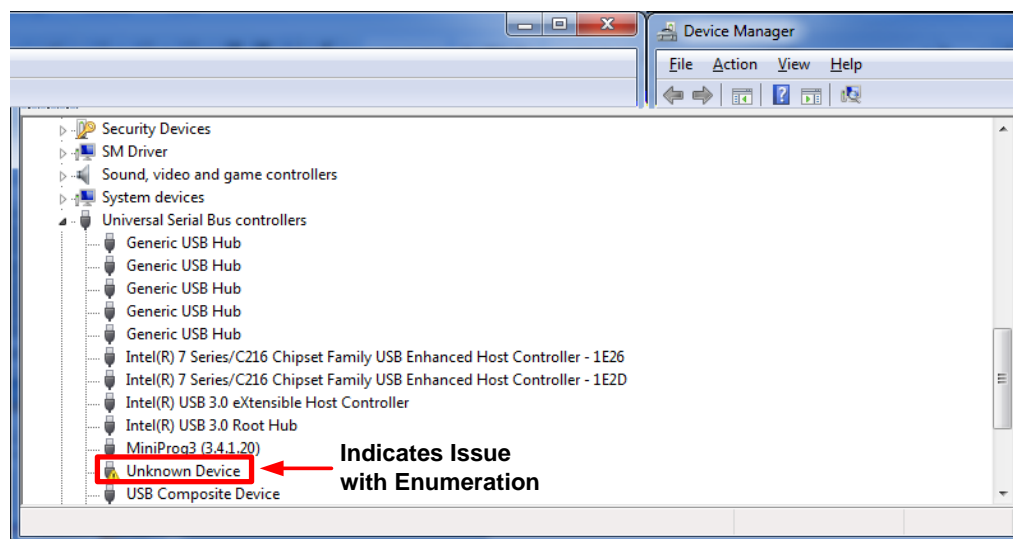 Device Manager
File Action View Help
Security Devices
SM Driver
Sound, video and game controllers
System devices
Universal Serial Bus controllers
Generic USB Hub
Generic USB Hub
Generic USB Hub
Generic USB Hub
Generic USB Hub
Intel(R) 7 Series/C216 Chipset Family USB Enhanced Host Controller - 1E26
Intel(R) 7 Series/C216 Chipset Family USB Enhanced Host Controller - 1E2D
Intel(R) USB 3.0 eXtensible Host Controller
Intel(R) USB 3.0 Root Hub
MiniProg3 (3.4.1.20)
Unknown Device
USB Composite Device
Indicates Issue
with Enumeration